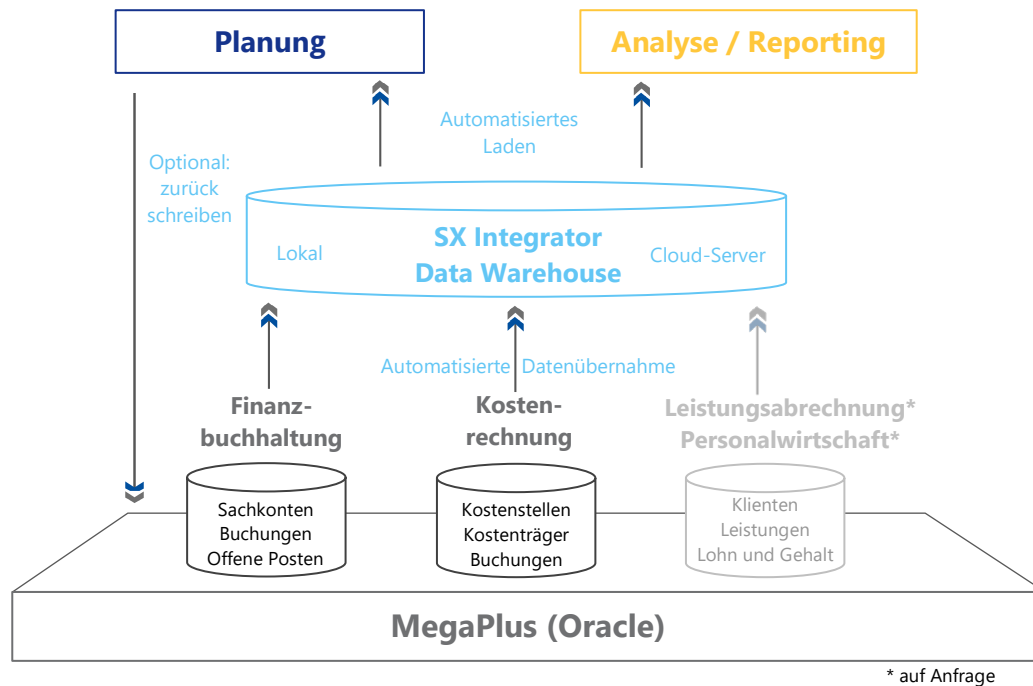 Planung
Analyse / Reporting
Automatisiertes
Laden
Optional:
zurück
schreiben
SX Integrator
Data Warehouse
Lokal
Cloud-Server
Automatisierte Datenübernahme
Finanz-
buchhaltung
Kosten-
rechnung
Leistungsabrechnung*
Personalwirtschaft*
Sachkonten
Buchungen
Offene Posten
Kostenstellen
Kostenträger
Buchungen
Klienten
Leistungen
Lohn und Gehalt
MegaPlus (Oracle)
* auf Anfrage